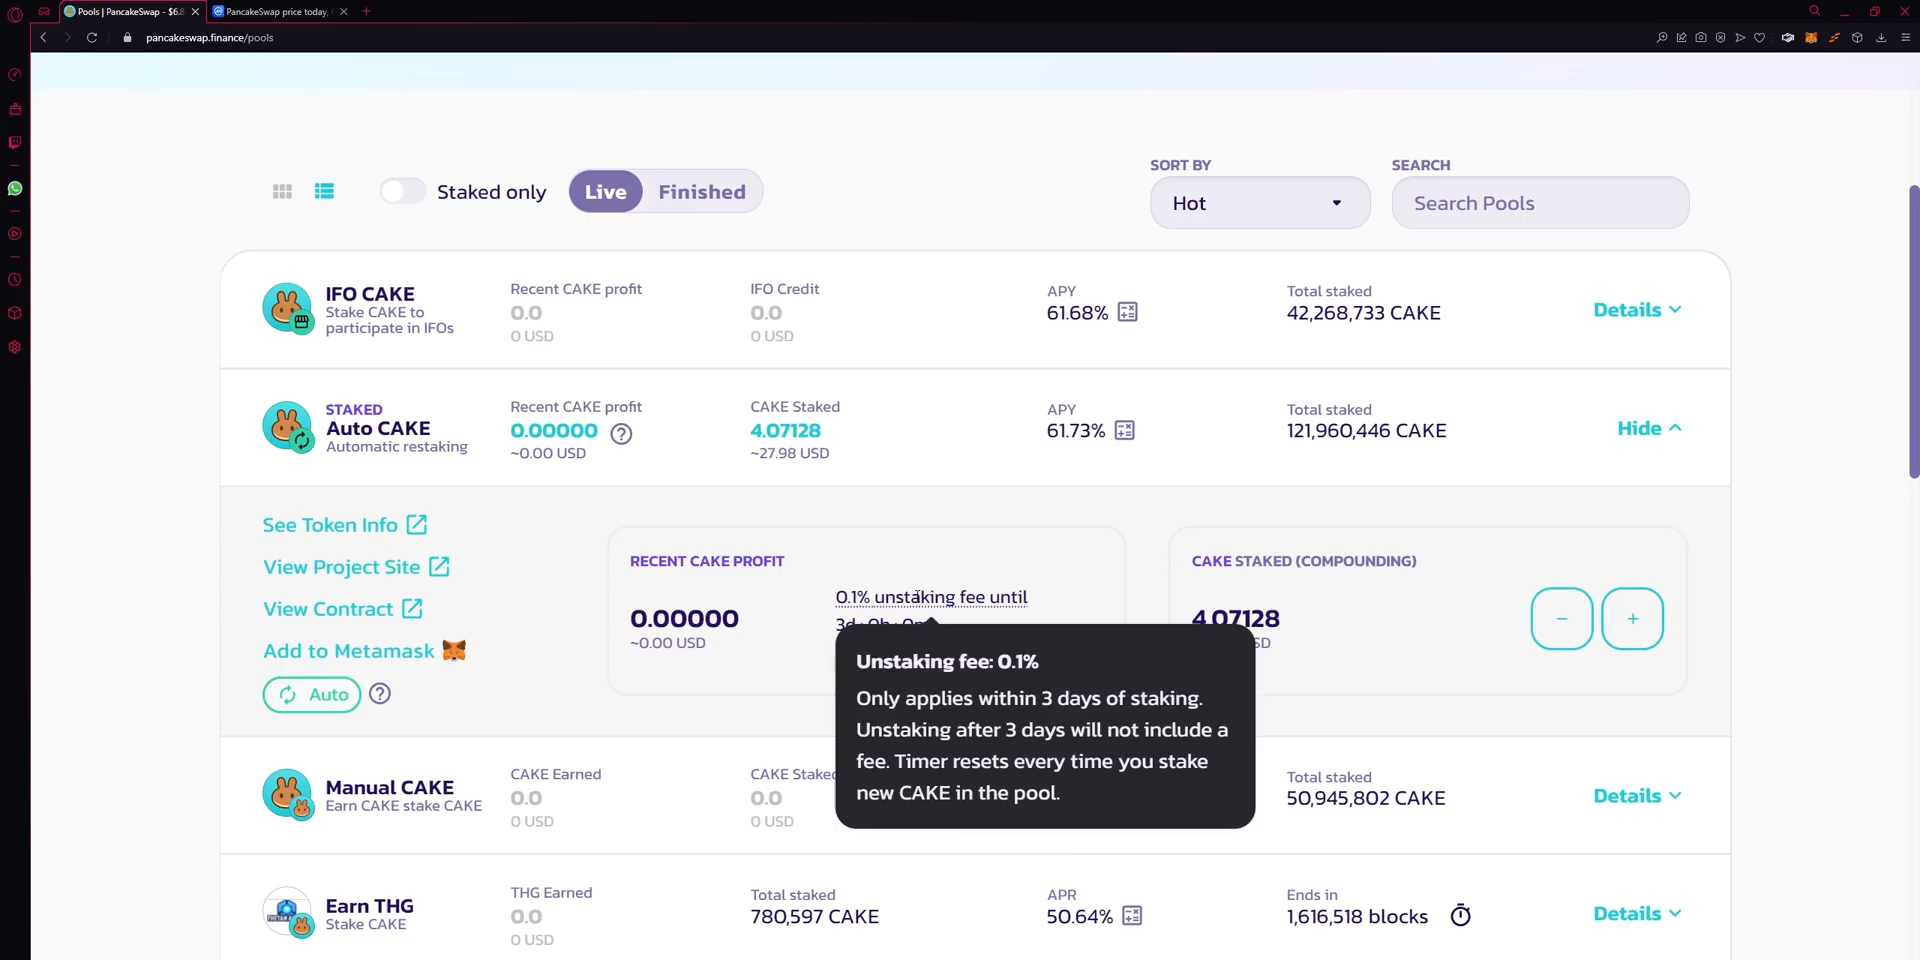 Pools | PancakeSwap - $6.8
PancakeSwap price today,
pancakeswap.finance/pools
Staked only
Live
Finished
SORT BY
Hot
SEARCH
Search Pools
IFO CAKE
Stake CAKE to
participate in IFOs
Recent CAKE profit
0.0
0 USD
IFO Credit
0.0
0 USD
APY
61.68%
Total staked
42,268,733 CAKE
Details
STAKED
Auto CAKE
Automatic restaking
Recent CAKE profit
0.00000
~0.00 USD
CAKE Staked
4.07128
~27.98 USD
APY
61.73%
Total staked
121,960,446 CAKE
Hide
See Token Info
View Project Site
View Contract
Add to Metamask
Auto
RECENT CAKE PROFIT
0.00000
~0.00 USD
0.1% unstaking fee until
3d : 0h : 0m
Unstaking fee: 0.1%
Only applies within 3 days of staking.
Unstaking after 3 days will not include a
fee. Timer resets every time you stake
new CAKE in the pool.
CAKE STAKED (COMPOUNDING)
4.07128
SD
Manual CAKE
Earn CAKE stake CAKE
CAKE Earned
0.0
0 USD
CAKE Staked
0.0
0 USD
Total staked
50,945,802 CAKE
Details
Earn THG
Stake CAKE
THG Earned
0.0
0 USD
Total staked
780,597 CAKE
APR
50.64%
Ends in
1,616,518 blocks
Details